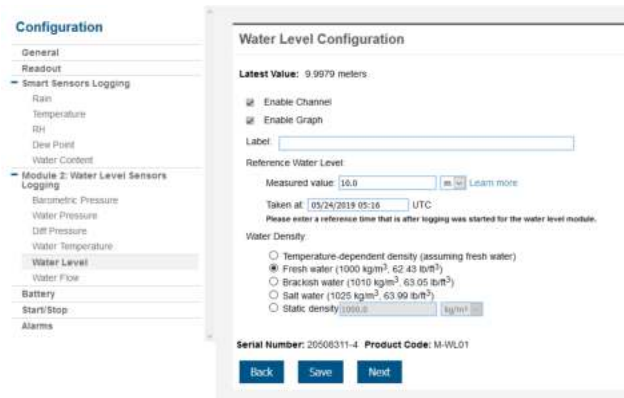 Configuration
General
Readout
Smart Sensors Logging
Rain
Temperature
RH
Dew Point
Water Content
Module 2: Water Level Sensors
Logging
Barometric Pressure
Water Pressure
Diff Pressure
Water Temperature
Water Level
Water Flow
Battery
Start/Stop
Alarms
Water Level Configuration
Latest Value: 9.9979 meters
Enable Channel
Enable Graph
Label:
Reference Water Level:
Measured value: 10.0 m Learn more
Taken at: 05/24/2019 05:16 UTC
Please enter a reference time that is after logging was started for the water level module.
Water Density:
Temperature-dependent density (assuming fresh water)
Fresh water (1000 kg/m³, 62.43 lb/ft³)
Brackish water (1010 kg/m³, 63.05 lb/ft³)
Salt water (1025 kg/m³, 63.99 lb/ft³)
Static density 1000.0 kg/m³
Serial Number: 20508311-4 Product Code: M-WL01
Back Save Next